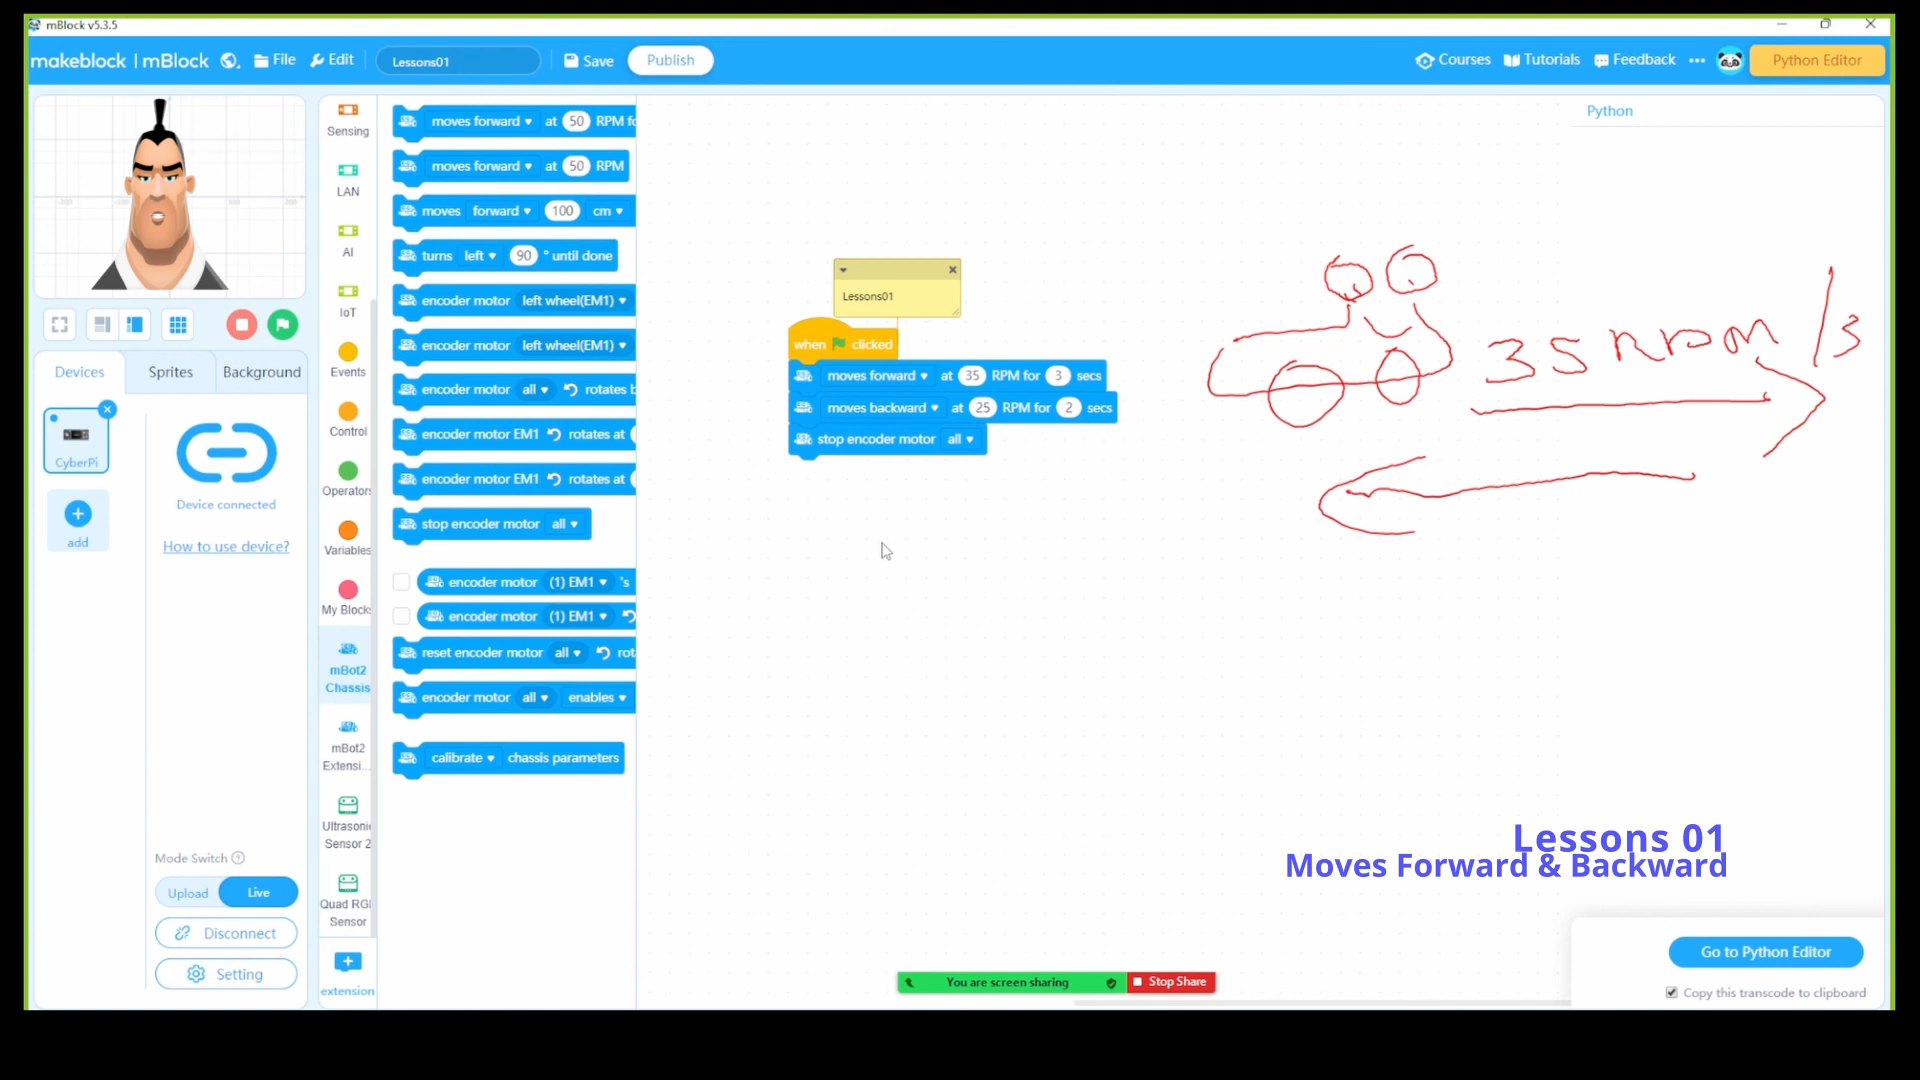 mBlock v5.3.5
makeblock | mBlock File Edit Lessons01 Save Publish Courses Tutorials Feedback ••• Python Editor
Devices Sprites Background
CyberPi
add
Device connected
How to use device?
Mode Switch ?
Upload Live
Disconnect
Setting
Sensing
LAN
AI
IoT
Events
Control
Operators
Variables
My Blocks
mBot2
Chassis
mBot2
Extensi...
Ultrasonic
Sensor 2
Quad RGB
Sensor
extension
moves forward at 50 RPM fo
moves forward at 50 RPM
moves forward 100 cm
turns left 90 ° until done
encoder motor left wheel(EM1)
encoder motor left wheel(EM1)
encoder motor all rotates b
encoder motor EM1 rotates at
encoder motor EM1 rotates at
stop encoder motor all
encoder motor (1) EM1 's
encoder motor (1) EM1
reset encoder motor all rot
encoder motor all enables
calibrate chassis parameters
Lessons01
when clicked
moves forward at 35 RPM for 3 secs
moves backward at 25 RPM for 2 secs
stop encoder motor all
Python
Lessons 01
Moves Forward & Backward
You are screen sharing Stop Share
Go to Python Editor
Copy this transcode to clipboard